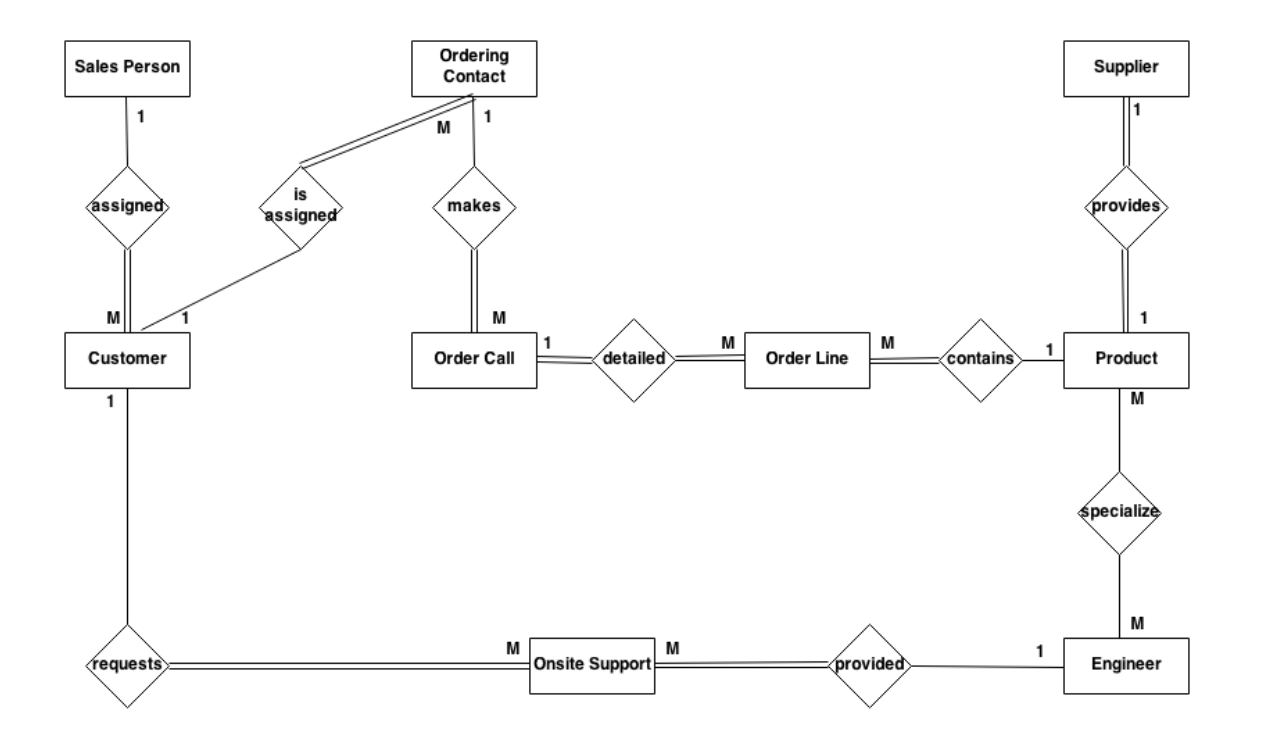 Sales Person
Ordering
Contact
Supplier
1
M
1
1
assigned
is
assigned
makes
provides
M
1
M
1
Customer
Order Call
1
detailed
M
Order Line
M
contains
1
Product
1
M
specialize
M
requests
M
Onsite Support
M
provided
1
Engineer